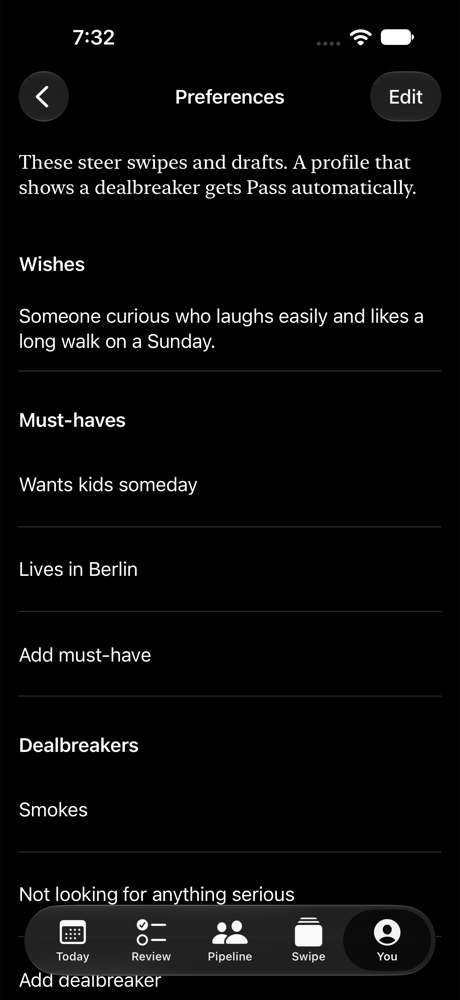 7:32
Preferences
Edit
These steer swipes and drafts. A profile that
shows a dealbreaker gets Pass automatically.
Wishes
Someone curious who laughs easily and likes a
long walk on a Sunday.
Must-haves
Wants kids someday
Lives in Berlin
Add must-have
Dealbreakers
Smokes
Not looking for anything serious
Add dealbreaker
Today
Review
Pipeline
Swipe
You